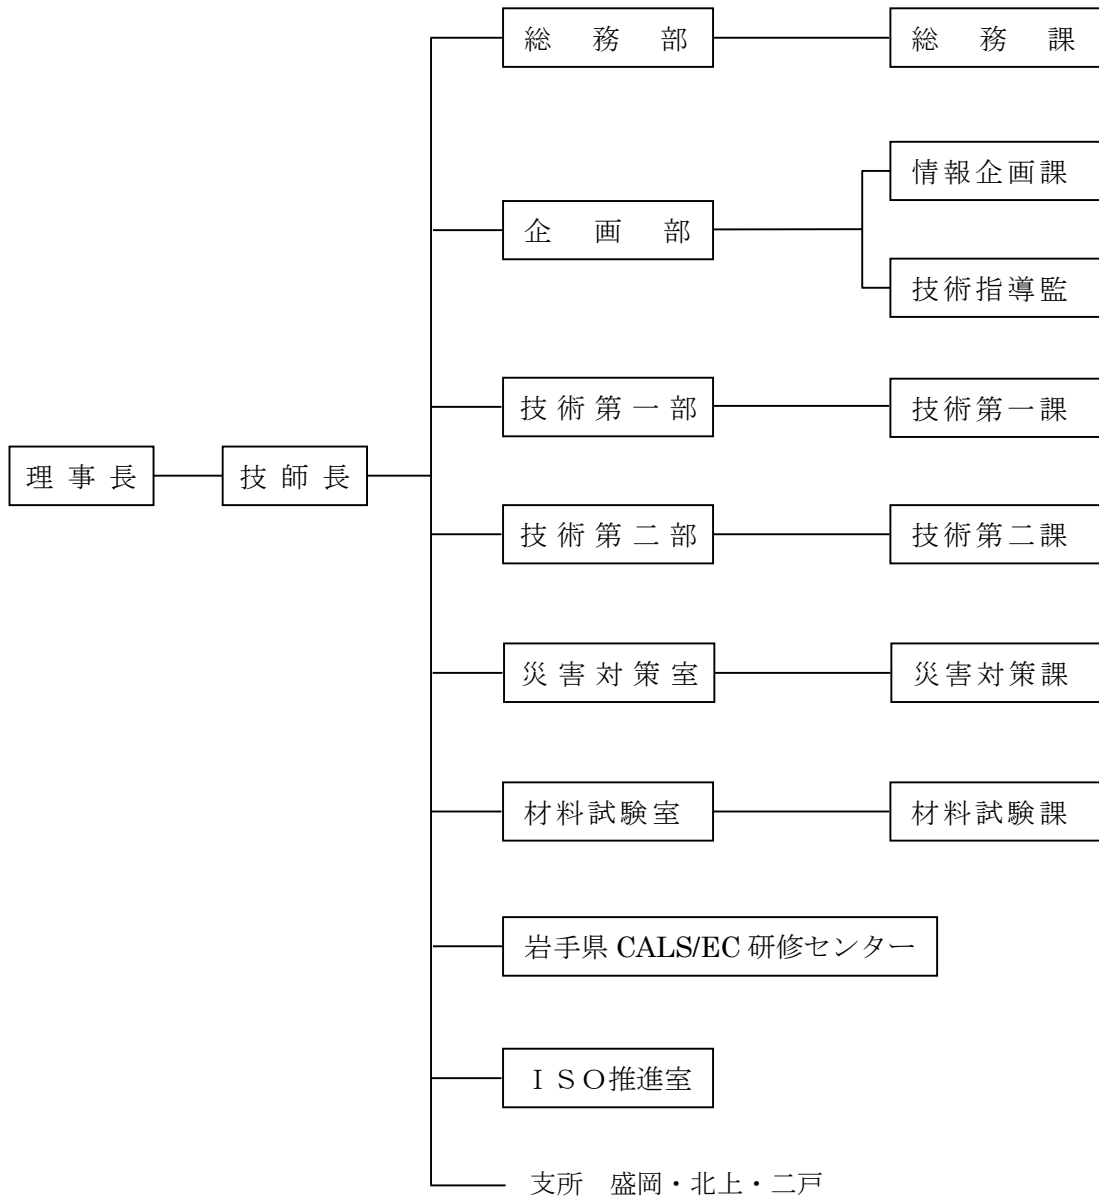 総務部 総務課
情報企画課
企画部
技術指導監
技術第一部 技術第一課
理事長 技師長
技術第二部 技術第二課
災害対策室 災害対策課
材料試験室 材料試験課
岩手県 CALS/EC 研修センター
ＩＳＯ推進室
支所　盛岡・北上・二戸